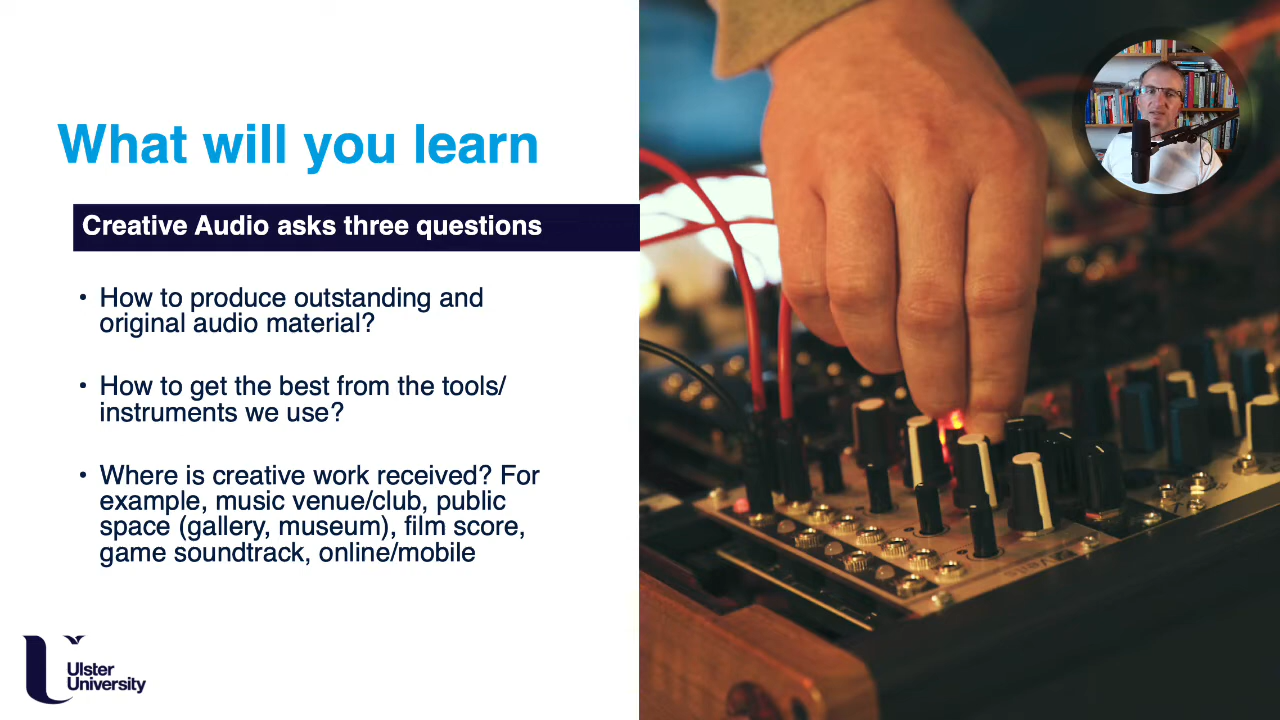 What will you learn
Creative Audio asks three questions
• How to produce outstanding and
original audio material?
• How to get the best from the tools/
instruments we use?
• Where is creative work received? For
example, music venue/club, public
space (gallery, museum), film score,
game soundtrack, online/mobile
Ulster
University